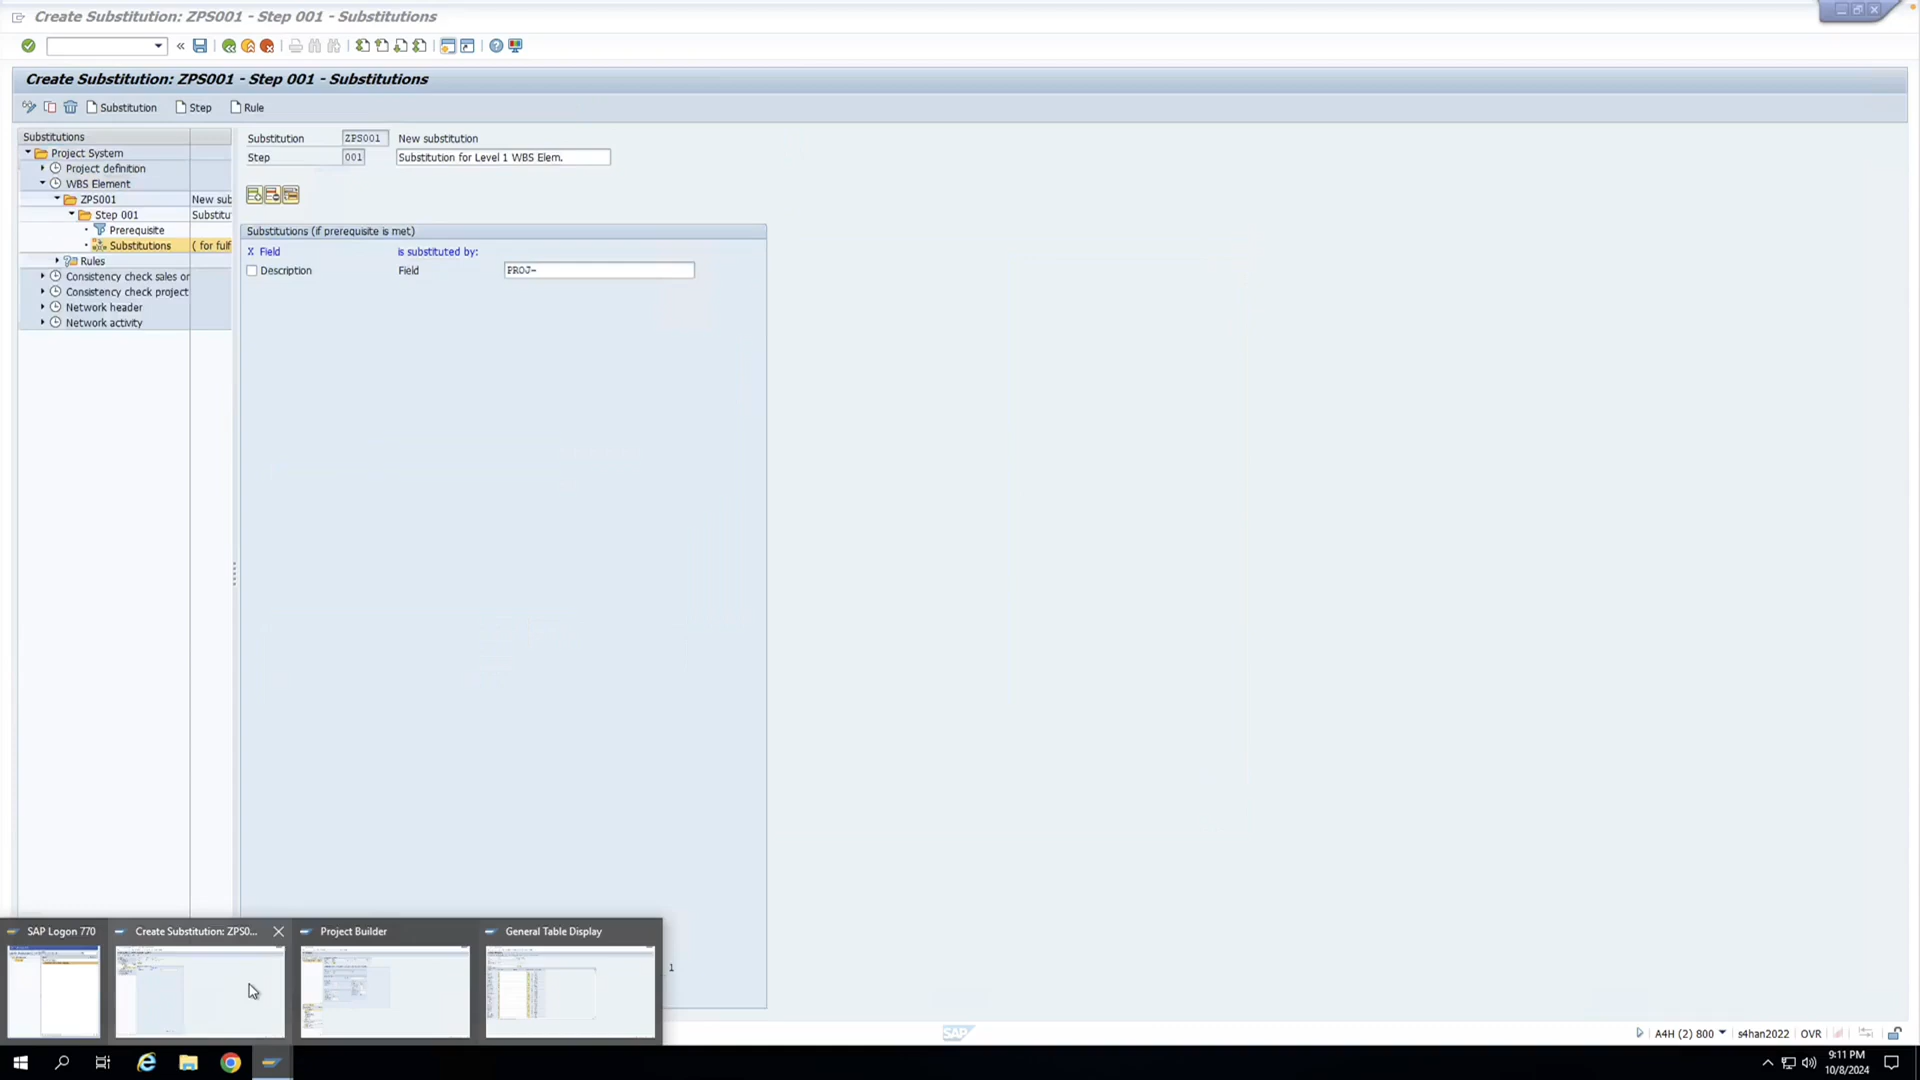 Create Substitution: ZPS001 - Step 001 - Substitutions
Create Substitution: ZPS001 - Step 001 - Substitutions
Substitution Step Rule
Substitutions
Project System
Project definition
WBS Element
ZPS001 New sub
Step 001 Substitu
Prerequisite
Substitutions ( for fulf
Rules
Consistency check sales or
Consistency check project
Network header
Network activity
Substitution ZPS001 New substitution
Step 001 Substitution for Level 1 WBS Elem.
Substitutions (if prerequisite is met)
X Field is substituted by:
Description Field PROJ-
1
SAP Logon 770 Create Substitution: ZPS0... Project Builder General Table Display
SAP A4H (2) 800 s4han2022 OVR
9:11 PM
10/8/2024